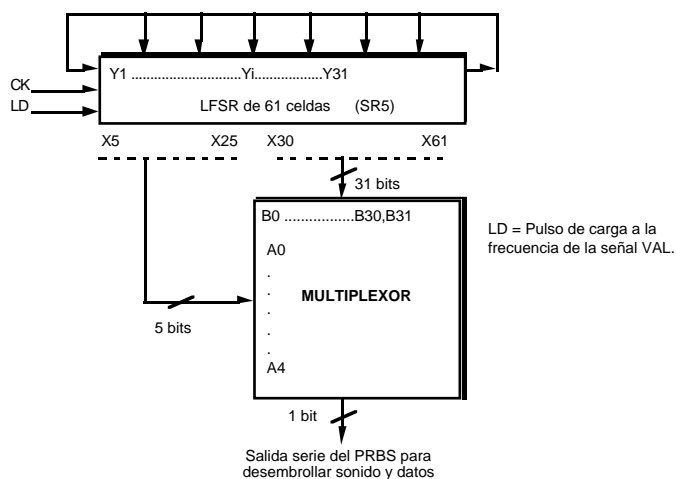 Y1 .............................Yi..................Y31
CK
LD
LFSR de 61 celdas (SR5)
X5 X25 X30 X61
31 bits
B0 .................B30,B31
LD = Pulso de carga a la
frecuencia de la señal VAL.
A0
.
.
MULTIPLEXOR
.
.
.
5 bits
A4
1 bit
Salida serie del PRBS para
desembrollar sonido y datos